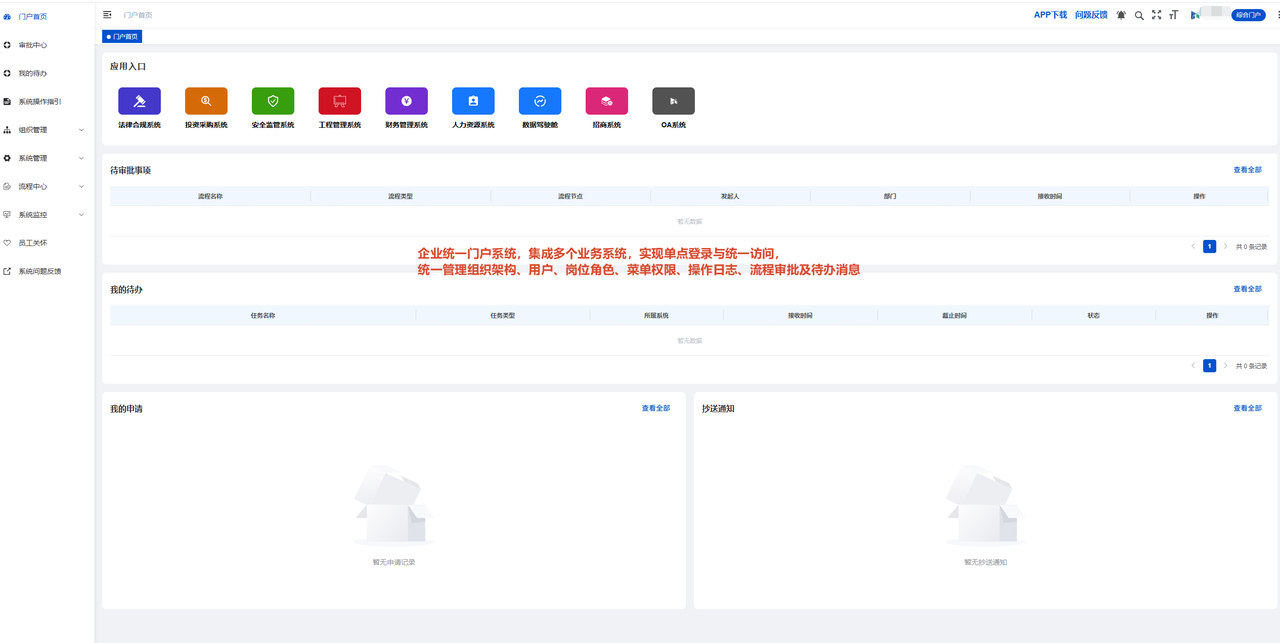 门户首页
审批中心
我的待办
系统操作指引
组织管理
系统管理
流程中心
系统监控
员工关怀
系统问题反馈
门户首页
APP下载 问题反馈
综合门户
门户首页
应用入口
法律合规系统 投资采购系统 安全监管系统 工程管理系统 财务管理系统 人力资源系统 数据驾驶舱 招商系统 OA系统
待审批事项 查看全部
流程名称 流程类型 流程节点 发起人 部门 接收时间 操作
暂无数据
1 共 0 条记录
企业统一门户系统，集成多个业务系统，实现单点登录与统一访问，
统一管理组织架构、用户、岗位角色、菜单权限、操作日志、流程审批及待办消息
我的待办 查看全部
任务名称 任务类型 所属系统 接收时间 截止时间 状态 操作
暂无数据
1 共 0 条记录
我的申请 查看全部
暂无申请记录
抄送通知 查看全部
暂无抄送通知